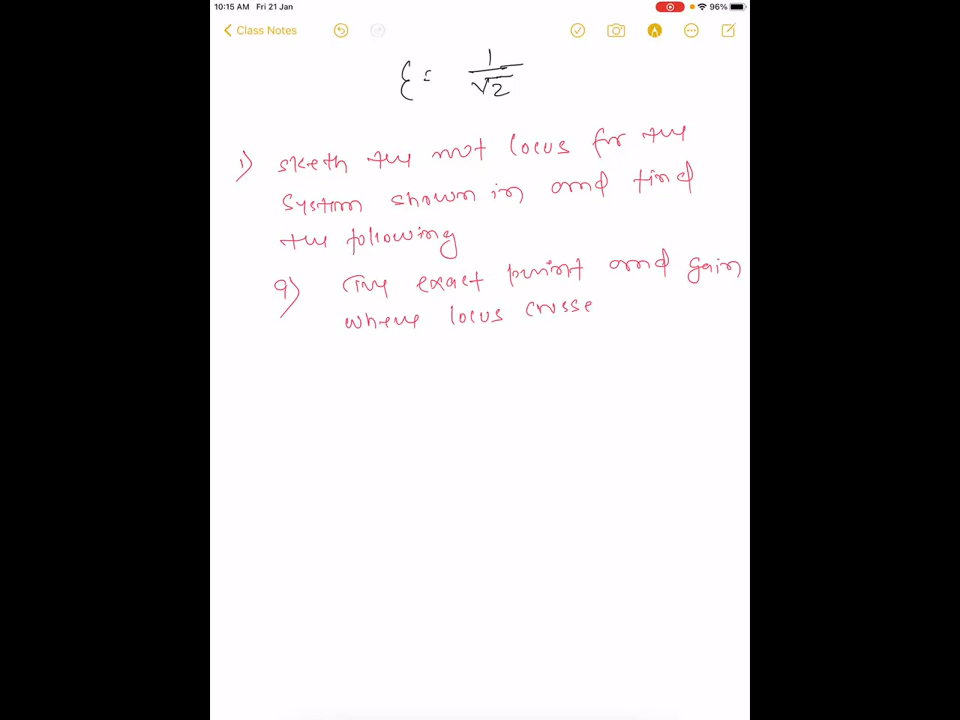 10:15 AM Fri 21 Jan
96%
Class Notes
ξ = 1/√2
1) sketh the root locus for the
system shown in and find
the following
a) The exact point and gain
where locus crosse